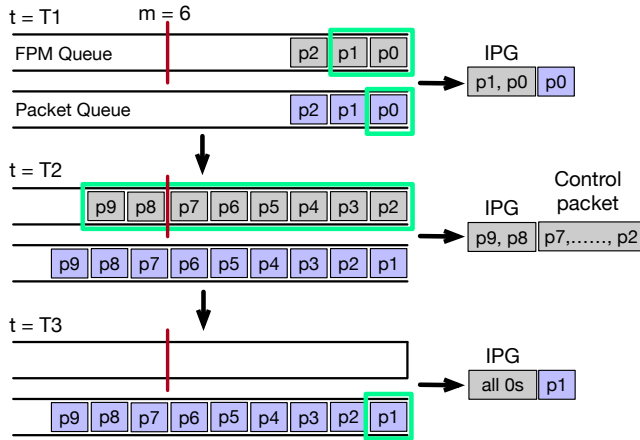 t = T1
m = 6
FPM Queue
p2 p1 p0
IPG
p1, p0 p0
Packet Queue
p2 p1 p0
t = T2
p9 p8 p7 p6 p5 p4 p3 p2
IPG
Control
packet
p9, p8 p7,......, p2
p9 p8 p7 p6 p5 p4 p3 p2 p1
t = T3
IPG
all 0s p1
p9 p8 p7 p6 p5 p4 p3 p2 p1